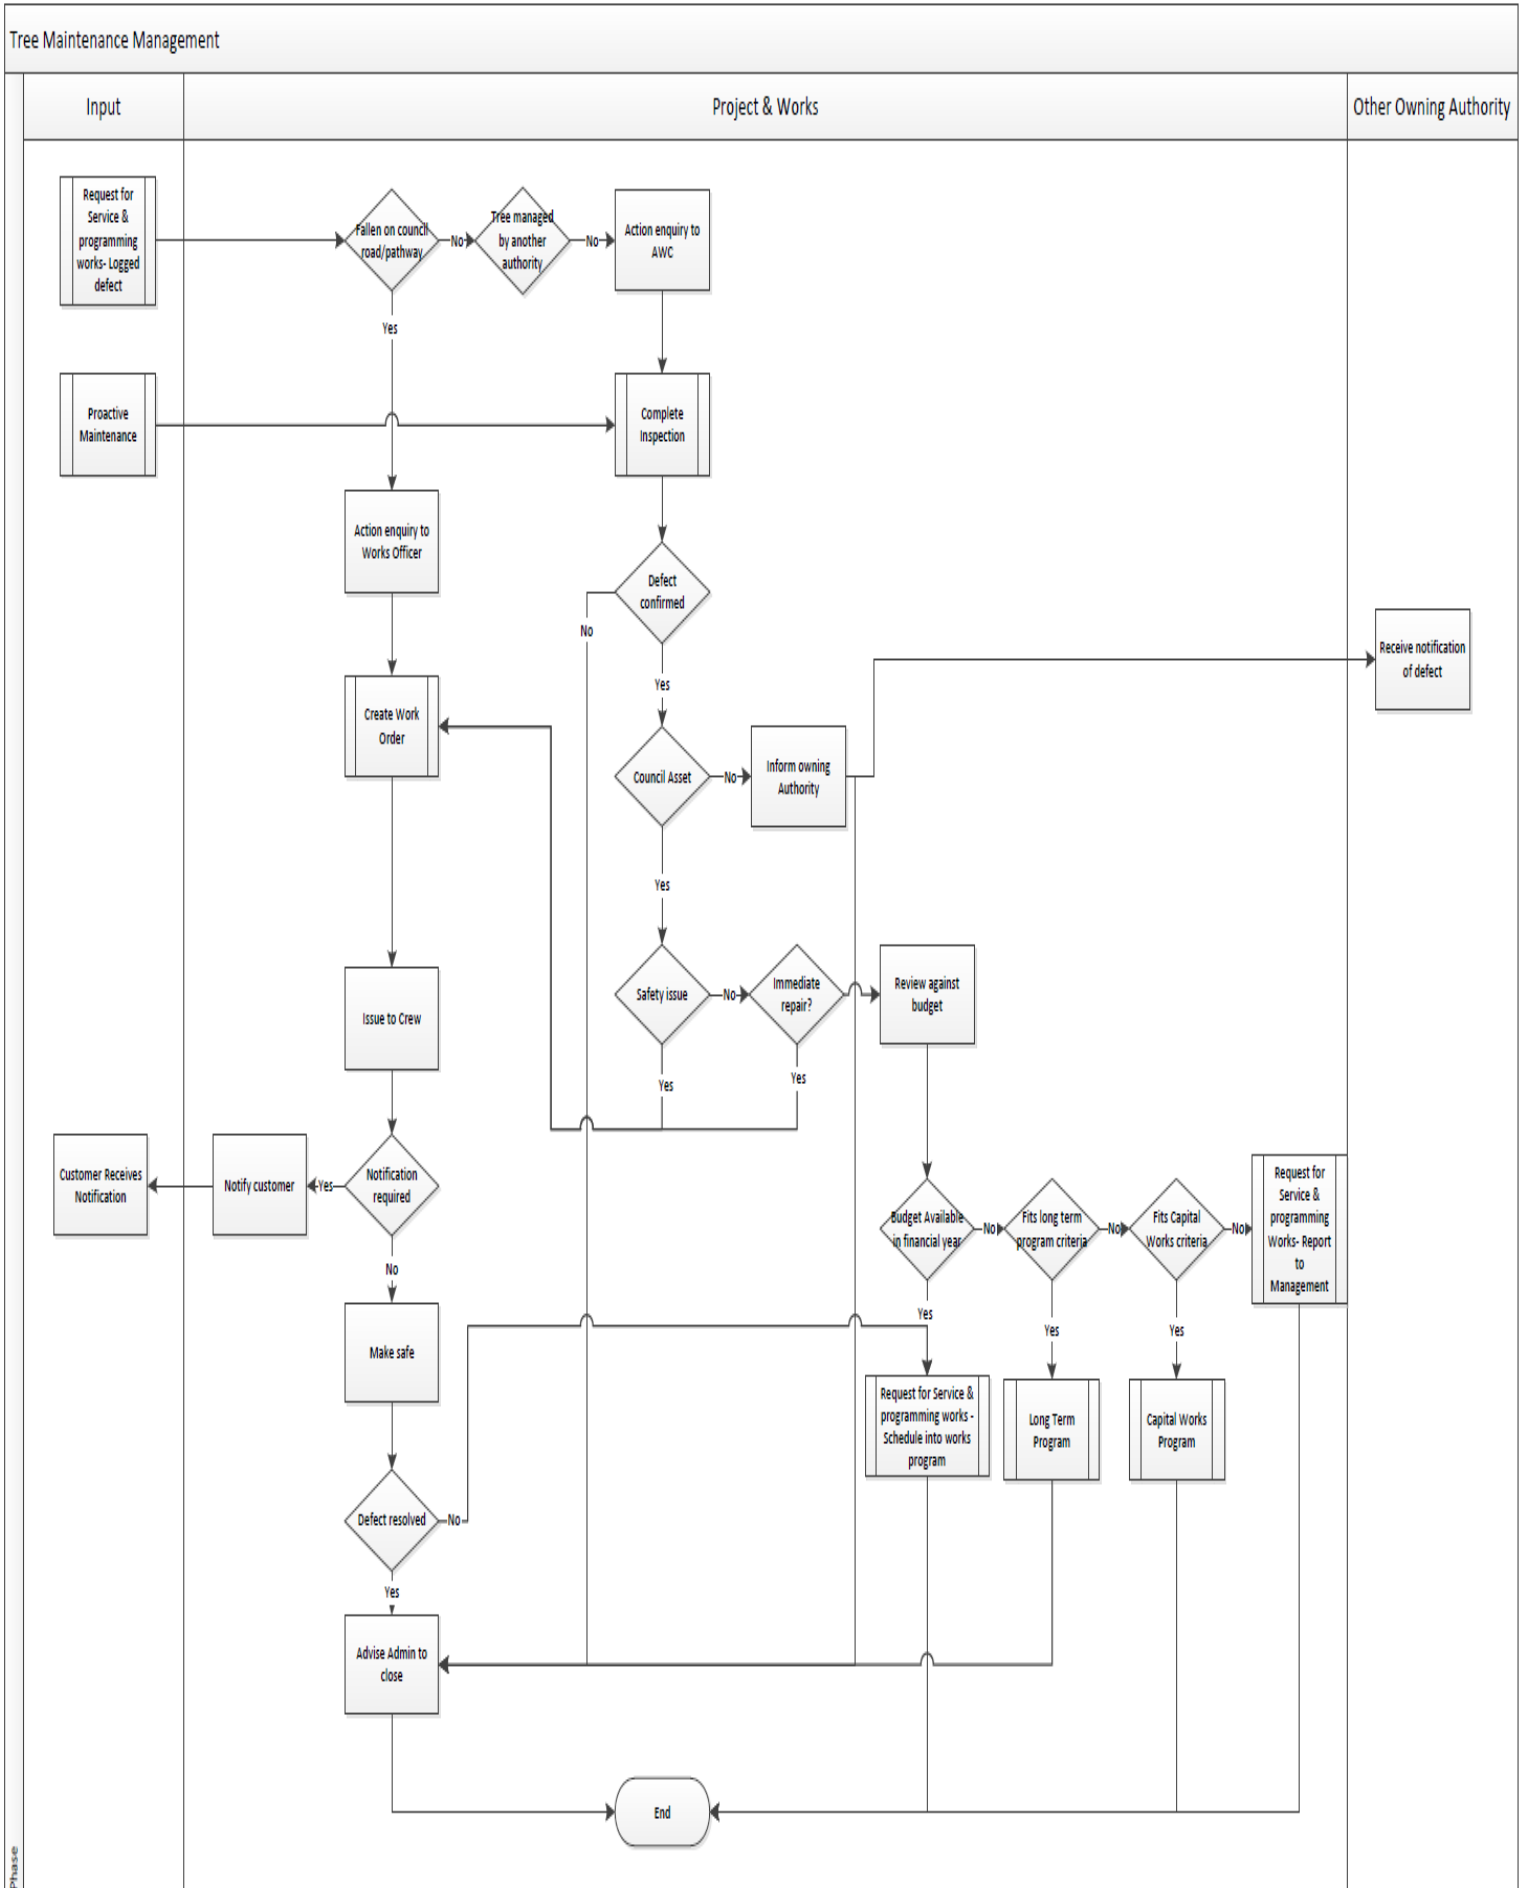 Tree Maintenance Management
Input
Project & Works
Other Owning Authority
Request for
Service &
programming
works- Logged
defect
Fallen on council
road/pathway
No
Tree managed
by another
authority
No
Action enquiry to
AWC
Yes
Proactive
Maintenance
Complete
Inspection
Action enquiry to
Works Officer
Defect
confirmed
No
Yes
Receive notification
of defect
Create Work
Order
Council Asset
No
Inform owning
Authority
Yes
Issue to Crew
Safety issue
No
Immediate
repair?
Review against
budget
Yes
Yes
Customer Receives
Notification
Notify customer
Yes
Notification
required
No
Budget Available
in financial year
No
Fits long term
program criteria
No
Fits Capital
Works criteria
No
Request for
Service &
programming
Works- Report
to
Management
Yes
Yes
Yes
Make safe
Request for Service &
programming works -
Schedule into works
program
Long Term
Program
Capital Works
Program
Defect resolved
No
Yes
Advise Admin to
close
End
Phase